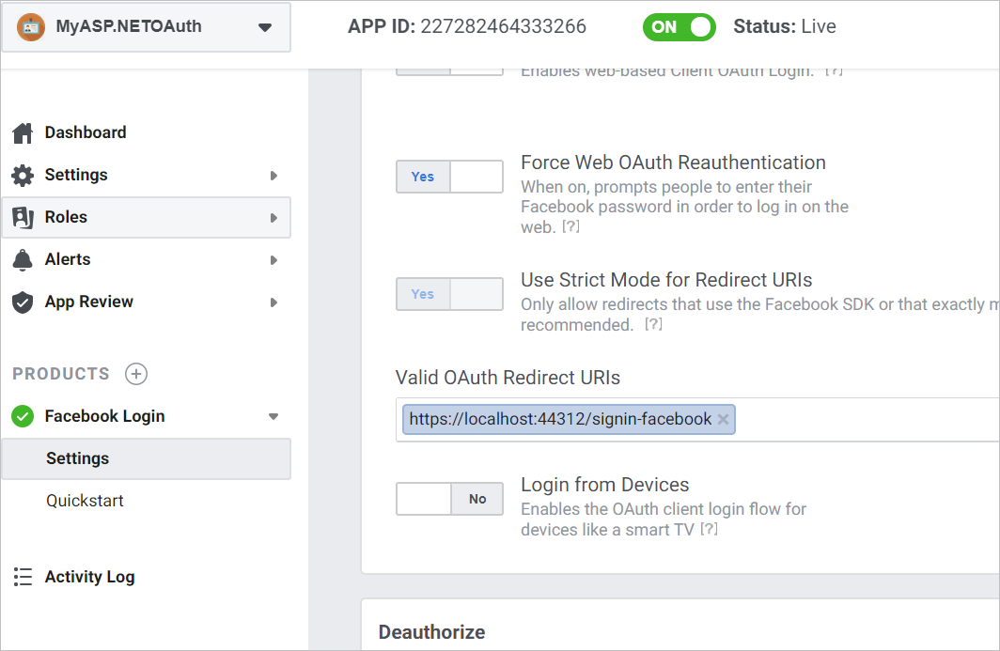 MyASP.NETOAuth
APP ID: 227282464333266
ON
Status: Live
Enables web-based Client OAuth Login. [?]
Dashboard
Settings
Roles
Alerts
App Review
PRODUCTS
Facebook Login
Settings
Quickstart
Activity Log
Yes
Force Web OAuth Reauthentication
When on, prompts people to enter their
Facebook password in order to log in on the
web. [?]
Yes
Use Strict Mode for Redirect URIs
Only allow redirects that use the Facebook SDK or that exactly
recommended. [?]
Valid OAuth Redirect URIs
https://localhost:44312/signin-facebook
No
Login from Devices
Enables the OAuth client login flow for
devices like a smart TV [?]
Deauthorize